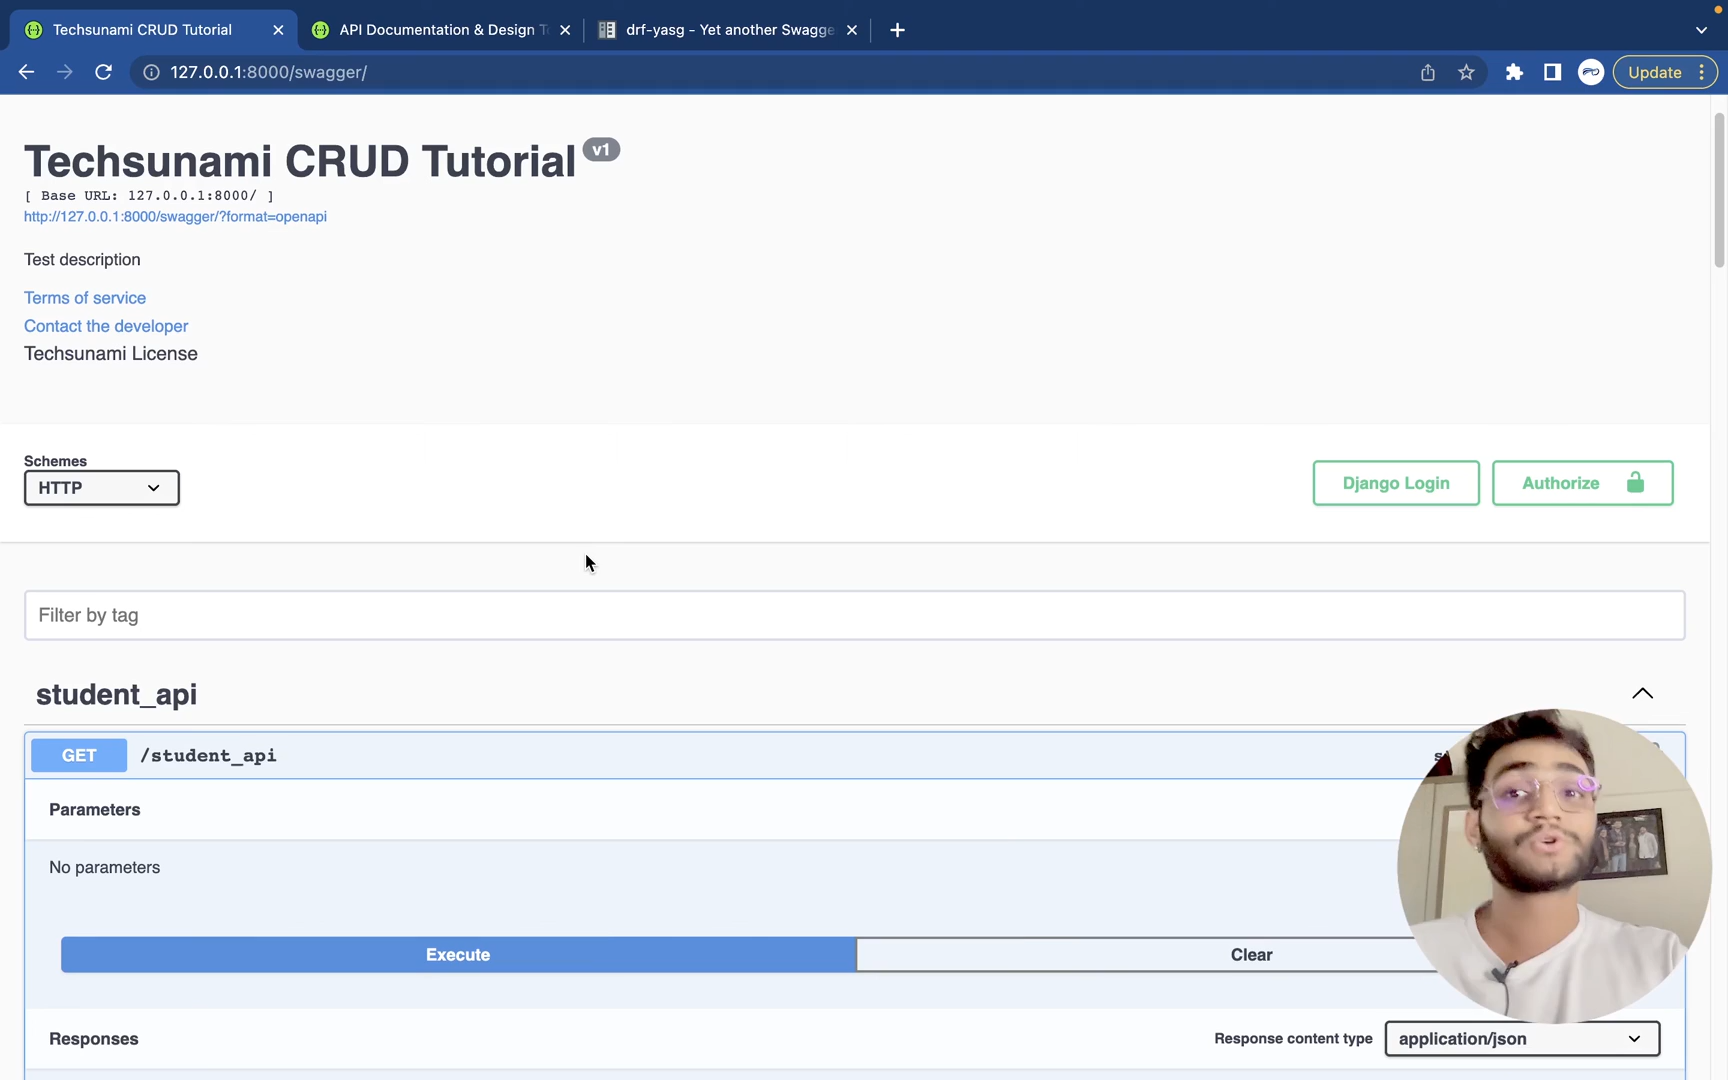 Techsunami CRUD Tutorial
API Documentation & Design
drf-yasg - Yet another Swagge
127.0.0.1:8000/swagger/
Update
Techsunami CRUD Tutorial v1
[ Base URL: 127.0.0.1:8000/ ]
http://127.0.0.1:8000/swagger/?format=openapi
Test description
Terms of service
Contact the developer
Techsunami License
Schemes
HTTP
Django Login
Authorize
Filter by tag
student_api
GET /student_api
Parameters
No parameters
Execute
Clear
Responses
Response content type
application/json